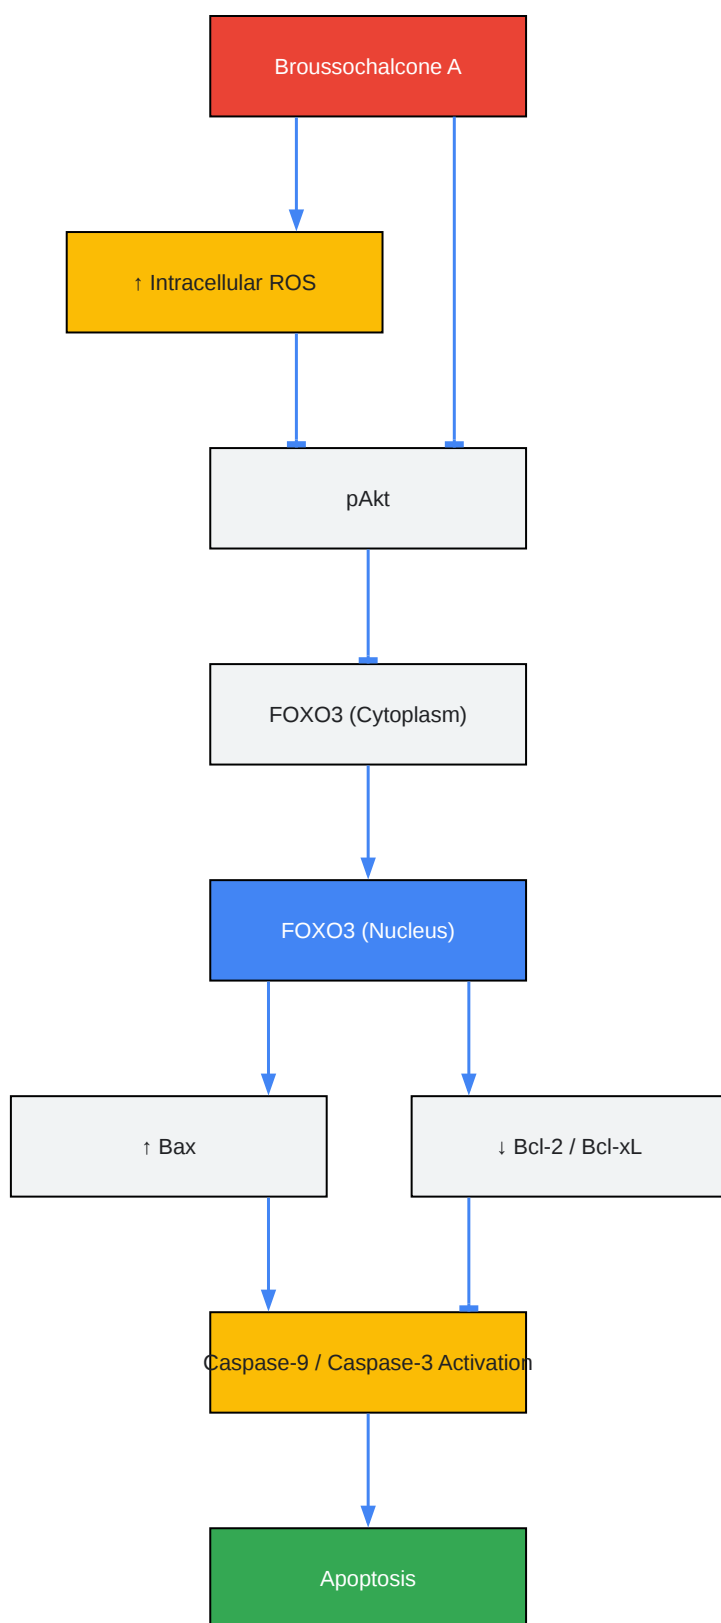 Broussochalcone A
↑ Intracellular ROS
pAkt
FOXO3 (Cytoplasm)
FOXO3 (Nucleus)
↑ Bax
↓ Bcl-2 / Bcl-xL
Caspase-9 / Caspase-3 Activation
Apoptosis